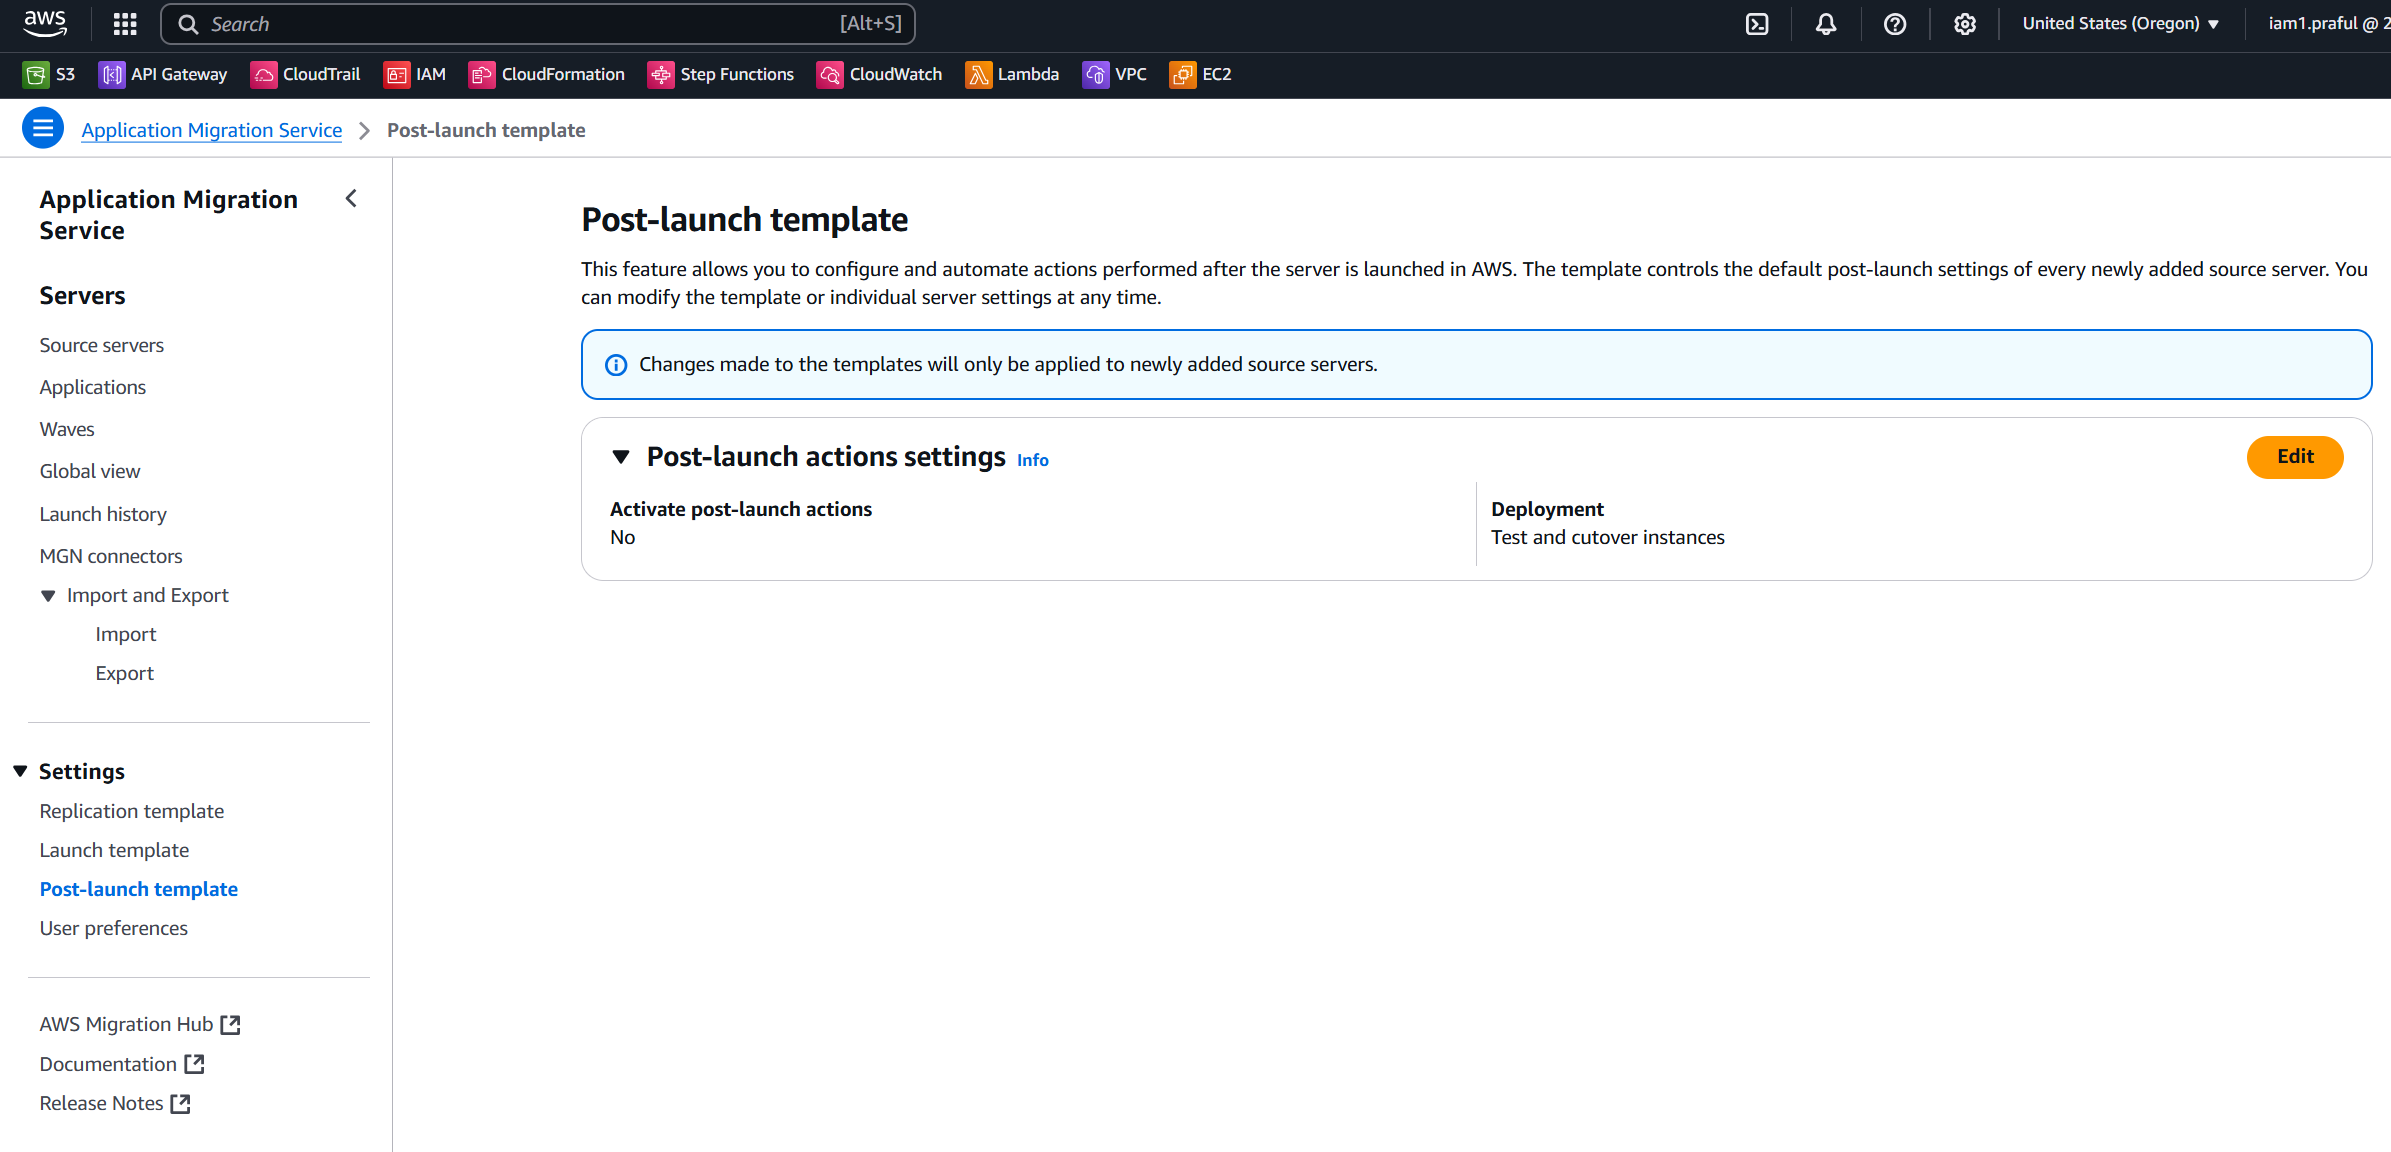 aws
Search [Alt+S]
United States (Oregon)
iam1.praful @ 2
S3 API Gateway CloudTrail IAM CloudFormation Step Functions CloudWatch Lambda VPC EC2
Application Migration Service > Post-launch template
Application Migration
Service
Servers
Source servers
Applications
Waves
Global view
Launch history
MGN connectors
Import and Export
Import
Export
Settings
Replication template
Launch template
Post-launch template
User preferences
AWS Migration Hub
Documentation
Release Notes
Post-launch template
This feature allows you to configure and automate actions performed after the server is launched in AWS. The template controls the default post-launch settings of every newly added source server. You
can modify the template or individual server settings at any time.
Changes made to the templates will only be applied to newly added source servers.
Post-launch actions settings Info
Edit
Activate post-launch actions
No
Deployment
Test and cutover instances